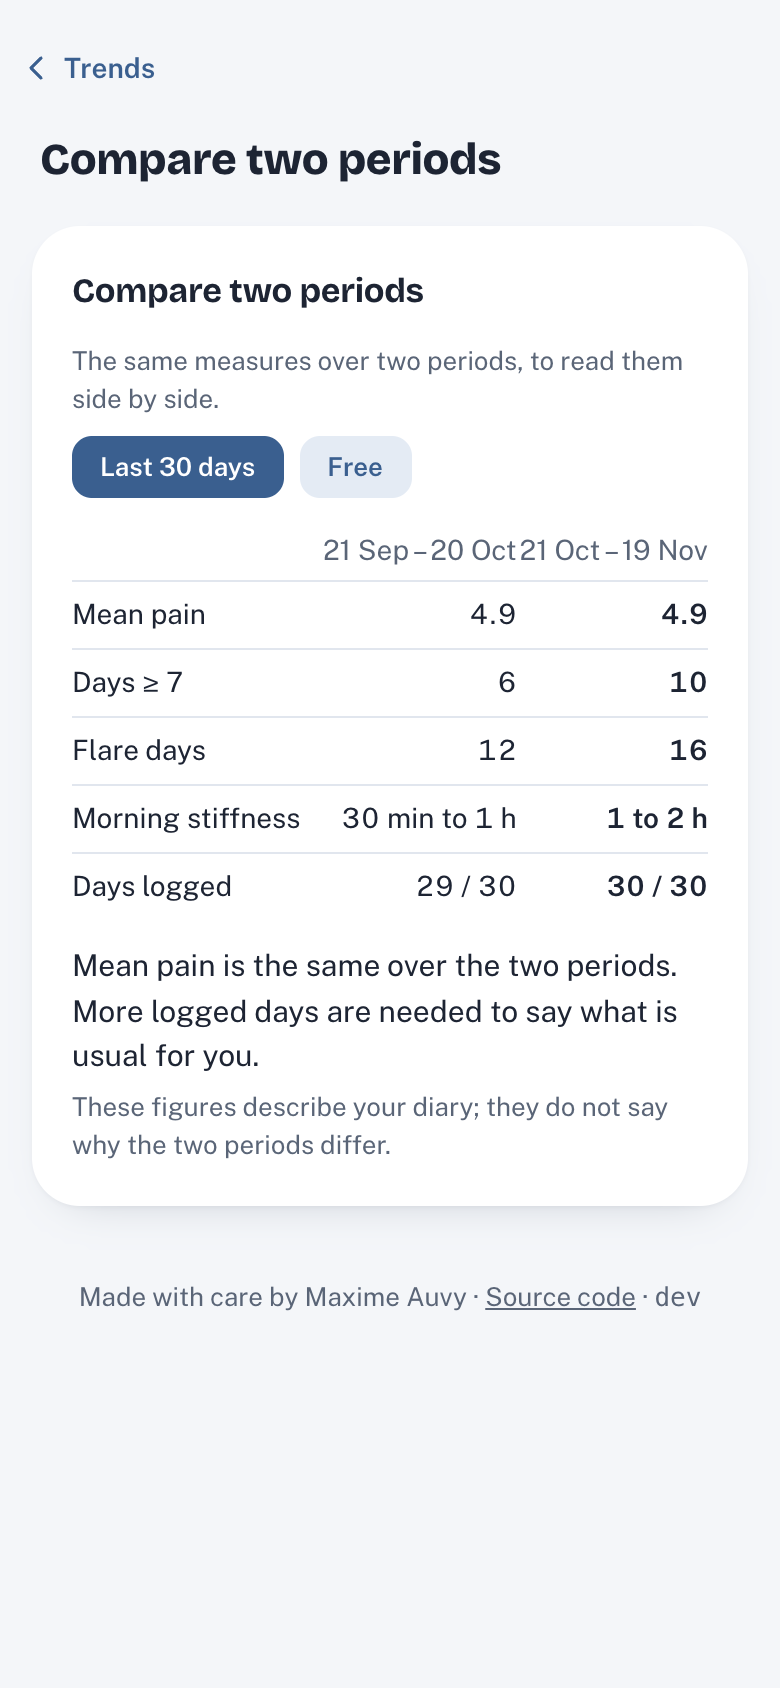 Trends
Compare two periods
Compare two periods
The same measures over two periods, to read them
side by side.
Last 30 days Free
21 Sep – 20 Oct 21 Oct – 19 Nov
Mean pain 4.9 4.9
Days ≥ 7 6 10
Flare days 12 16
Morning stiffness 30 min to 1 h 1 to 2 h
Days logged 29 / 30 30 / 30
Mean pain is the same over the two periods.
More logged days are needed to say what is
usual for you.
These figures describe your diary; they do not say
why the two periods differ.
Made with care by Maxime Auvy · Source code · dev